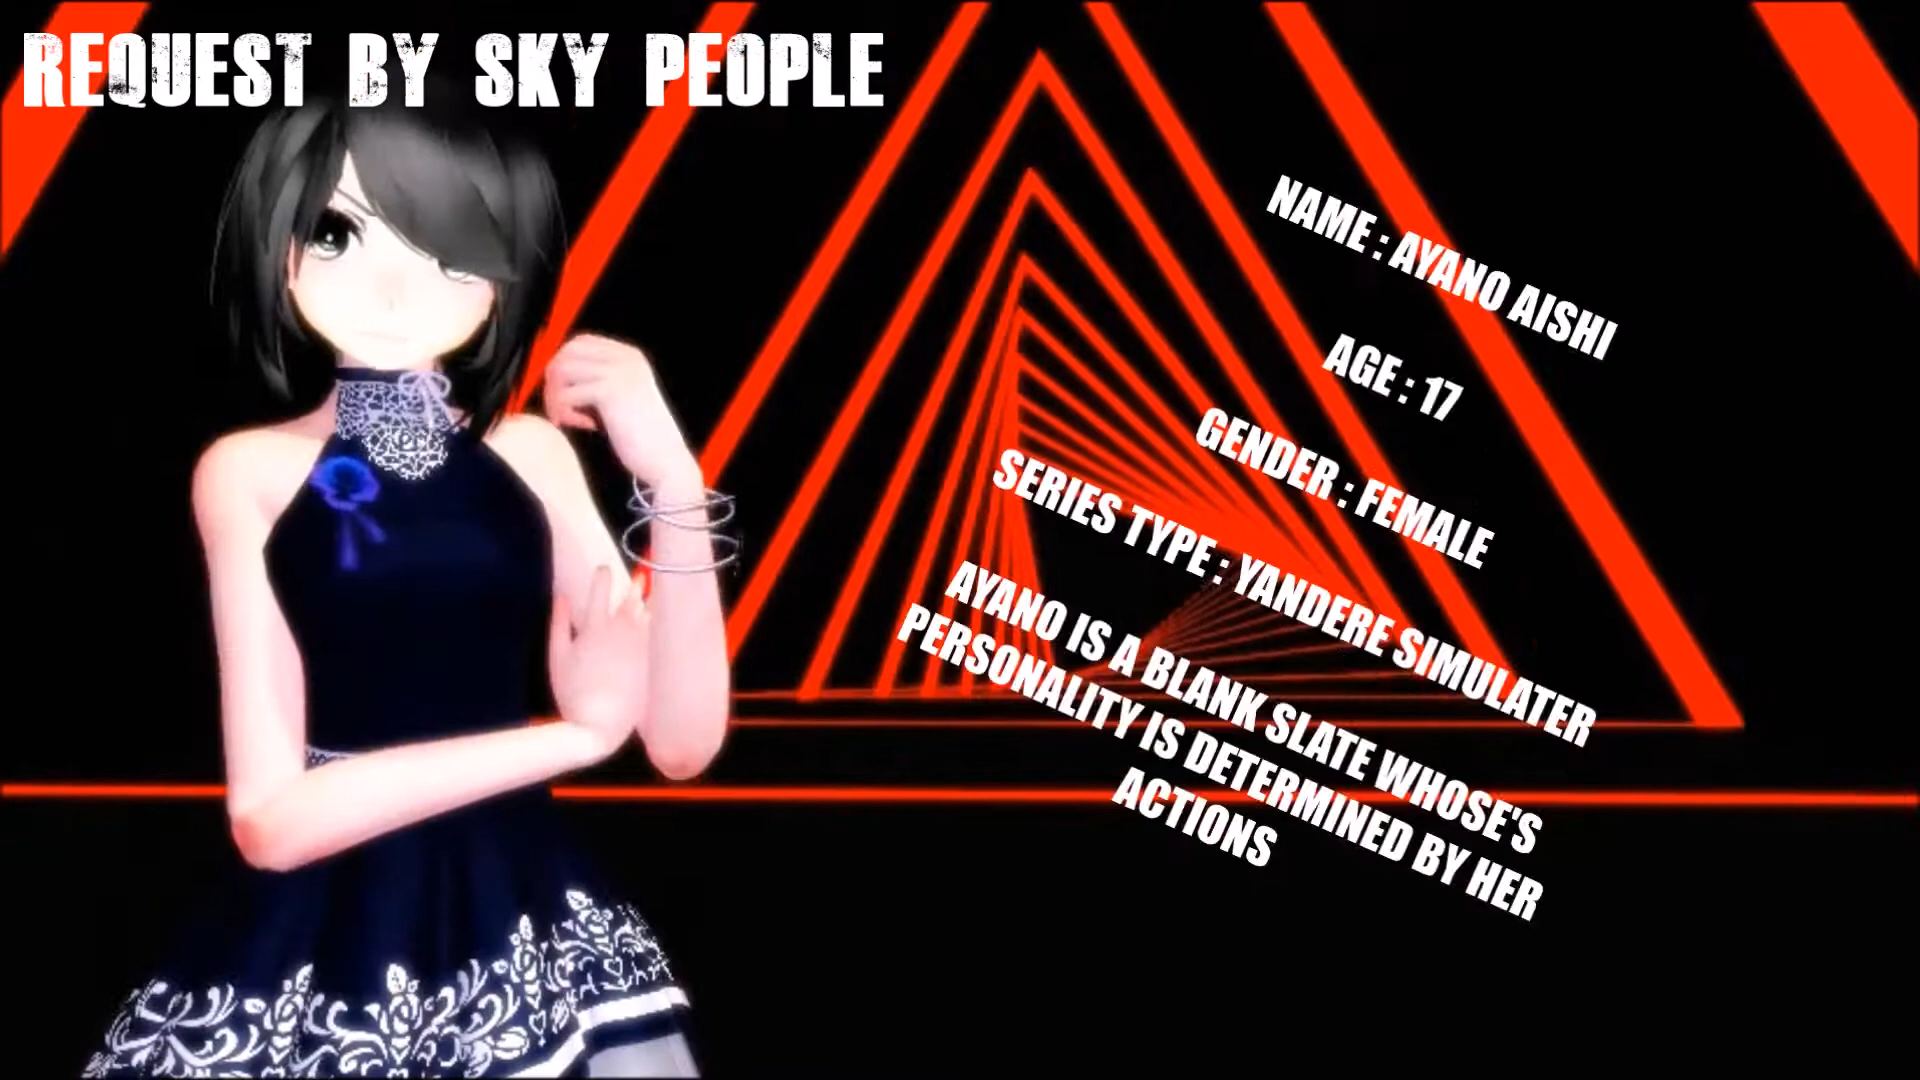 REQUEST BY SKY PEOPLE
NAME : AYANO AISHI
AGE : 17
GENDER : FEMALE
SERIES TYPE : YANDERE SIMULATER
AYANO IS A BLANK SLATE WHOSE'S
PERSONALITY IS DETERMINED BY HER
ACTIONS